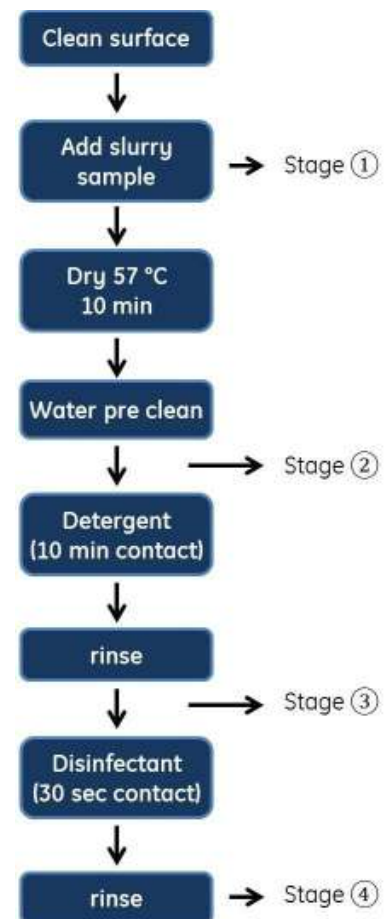 Clean surface
Add slurry
sample
Stage ①
Dry 57 °C
10 min
Water pre clean
Stage ②
Detergent
(10 min contact)
rinse
Stage ③
Disinfectant
(30 sec contact)
rinse
Stage ④